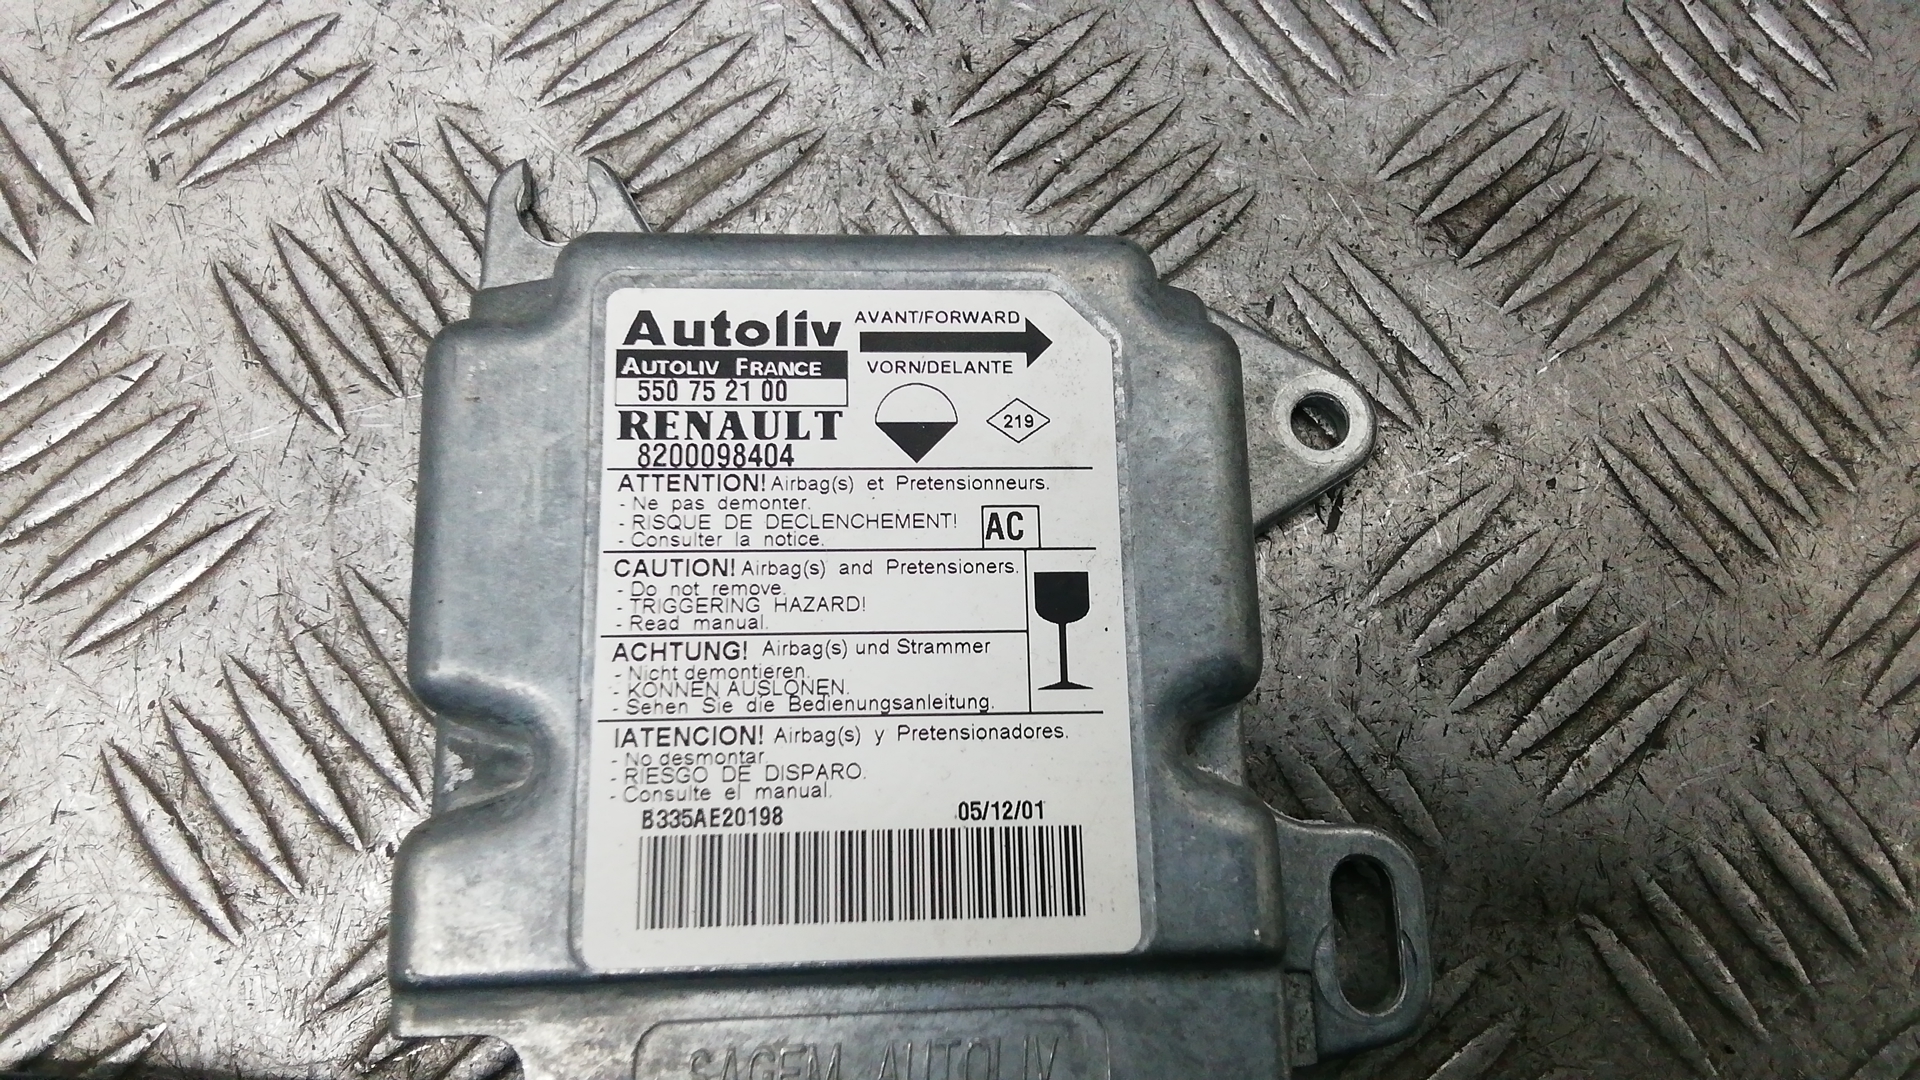 Autoliv
AVANT/FORWARD
AUTOLIV FRANCE
VORN/DELANTE
550 75 21 00
RENAULT
219
8200098404
ATTENTION! Airbag(s) et Pretensionneurs.
- Ne pas demonter.
- RISQUE DE DECLENCHEMENT!
AC
- Consulter la notice.
CAUTION! Airbag(s) and Pretensioners.
- Do not remove.
- TRIGGERING HAZARD!
- Read manual.
ACHTUNG! Airbag(s) und Strammer
- Nicht demontieren.
- KONNEN AUSLONEN.
- Sehen Sie die Bedienungsanleitung.
IATENCION! Airbag(s) y Pretensionadores.
- No desmontar
- RIESGO DE DISPARO.
- Consulte el manual.
B335AE20198
05/12/01
SAGEM AUTOLIV